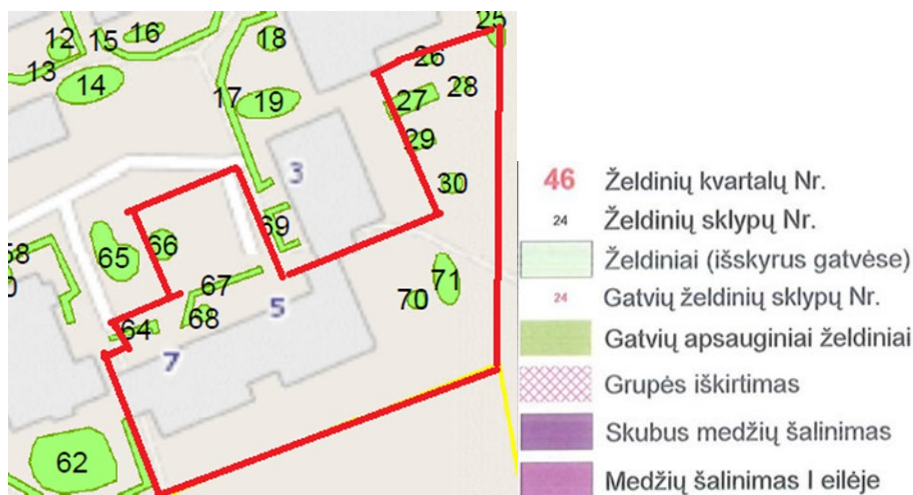 25
12 15 16 18
26
13 14 17 19 27 28
29
3
30
69
58 65 66
0
67 71
70
64 68 5
7
62
46 Želdinių kvartalų Nr.
24 Želdinių sklypų Nr.
Želdiniai (išskyrus gatvėse)
24 Gatvių želdinių sklypų Nr.
Gatvių apsauginiai želdiniai
Grupės iškirtimas
Skubus medžių šalinimas
Medžių šalinimas I eilėje